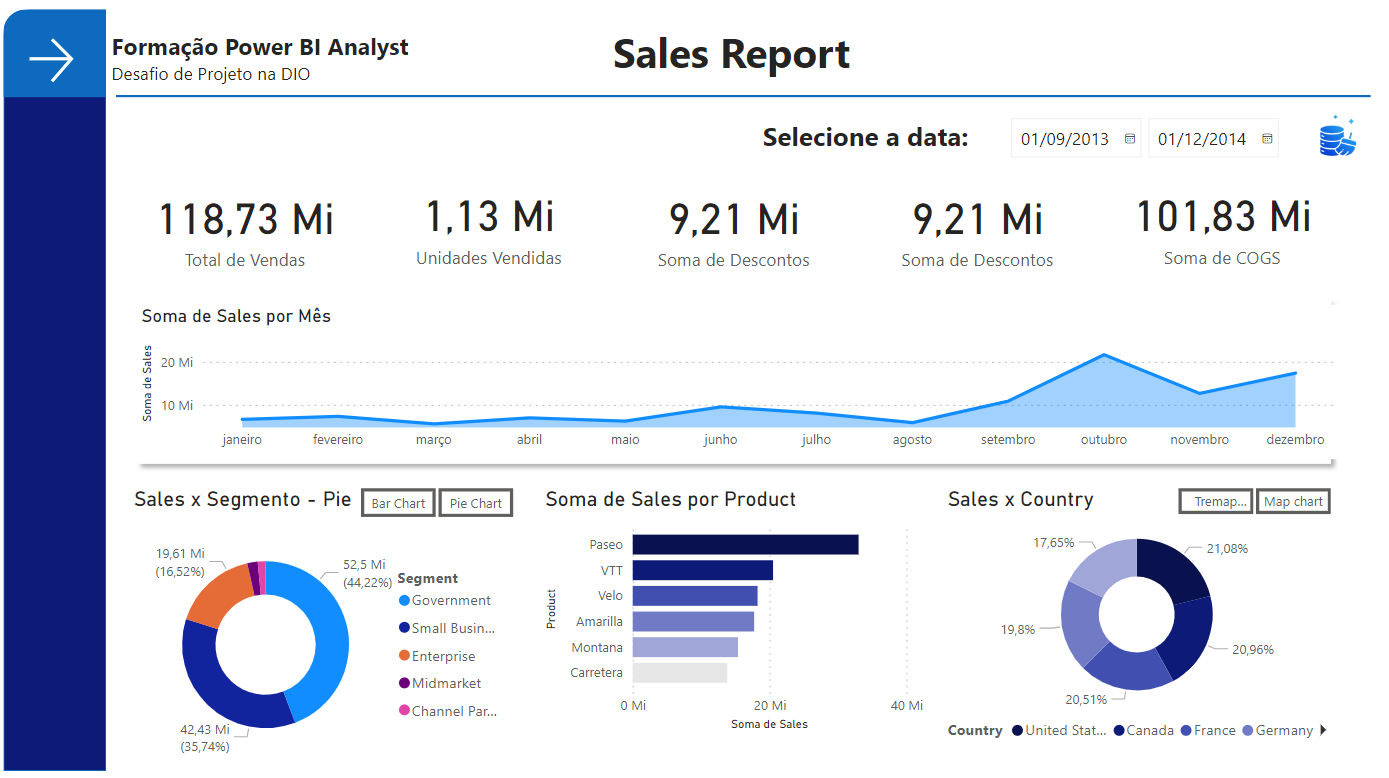 Formação Power BI Analyst
Desafio de Projeto na DIO
Sales Report
Selecione a data:
01/09/2013
01/12/2014
118,73 Mi
Total de Vendas
1,13 Mi
Unidades Vendidas
9,21 Mi
Soma de Descontos
9,21 Mi
Soma de Descontos
101,83 Mi
Soma de COGS
Soma de Sales por Mês
Soma de Sales
20 Mi
10 Mi
janeiro
fevereiro
março
abril
maio
junho
julho
agosto
setembro
outubro
novembro
dezembro
Sales x Segmento - Pie
Bar Chart
Pie Chart
19,61 Mi
(16,52%)
52,5 Mi
(44,22%)
42,43 Mi
(35,74%)
Segment
Government
Small Busin...
Enterprise
Midmarket
Channel Par...
Soma de Sales por Product
Product
Paseo
VTT
Velo
Amarilla
Montana
Carretera
0 Mi
20 Mi
40 Mi
Soma de Sales
Sales x Country
Tremap...
Map chart
17,65%
21,08%
19,8%
20,96%
20,51%
Country
United Stat...
Canada
France
Germany